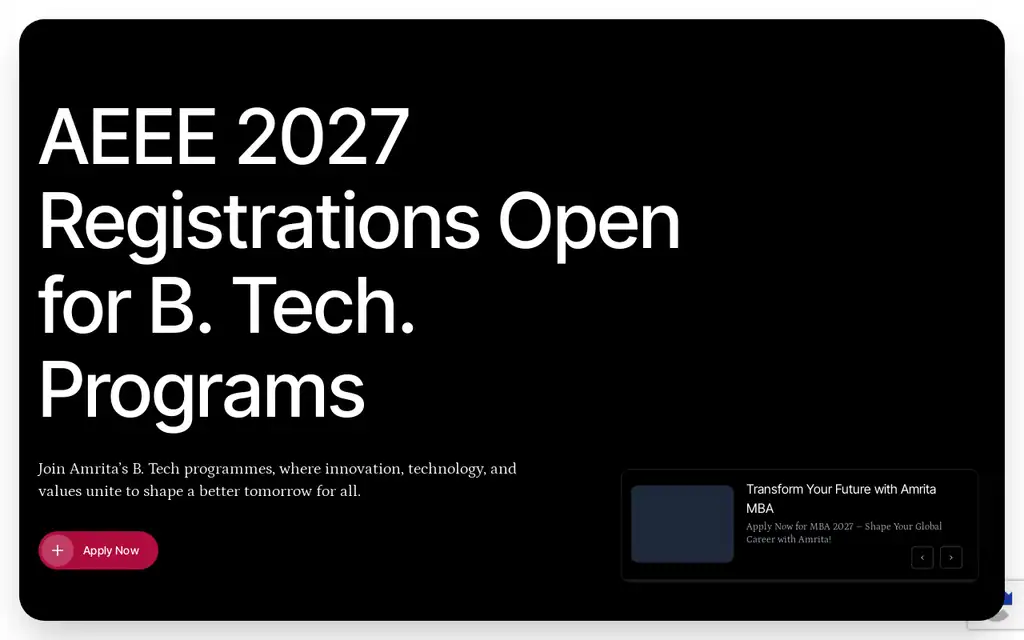 AEEE 2027
Registrations Open
for B. Tech.
Programs
Join Amrita's B. Tech programmes, where innovation, technology, and
values unite to shape a better tomorrow for all.
Apply Now
Transform Your Future with Amrita
MBA
Apply Now for MBA 2027 – Shape Your Global
Career with Amrita!